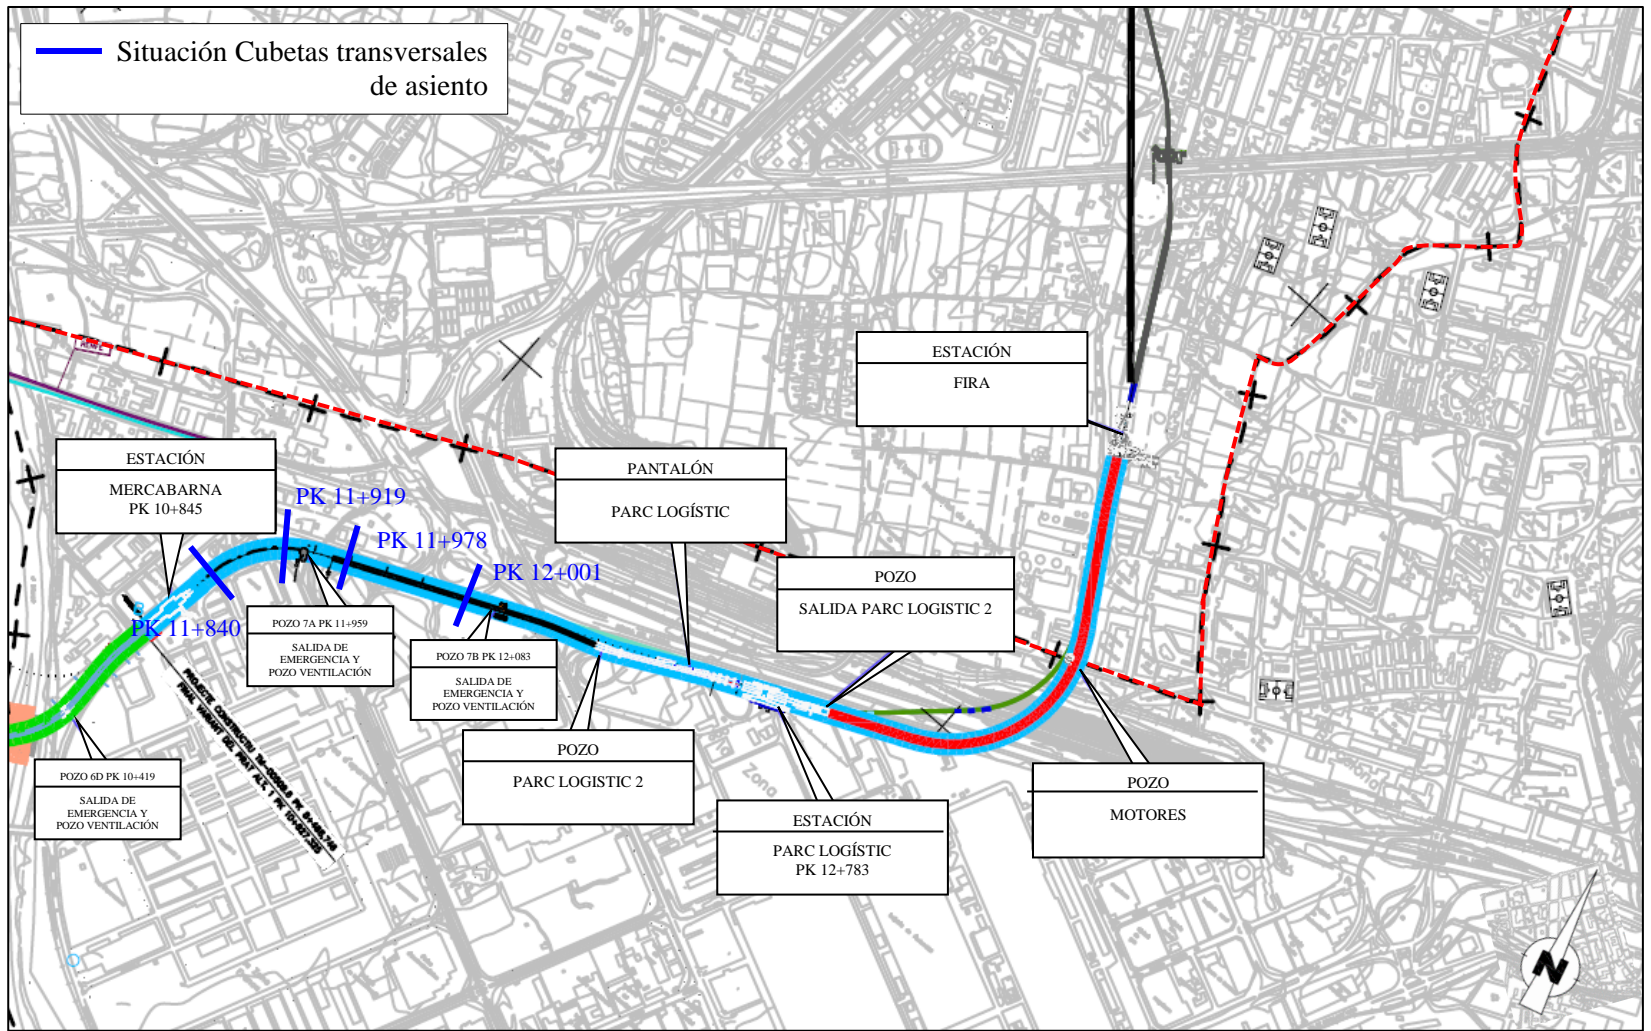 Situación Cubetas transversales
de asiento
ESTACIÓN
FIRA
ESTACIÓN
MERCABARNA
PK 10+845
PANTALÓN
PARC LOGÍSTIC
PK 11+919
PK 11+978
PK 12+001
PK 11+840
POZO
SALIDA PARC LOGISTIC 2
POZO 7A PK 11+959
SALIDA DE
EMERGENCIA Y
POZO VENTILACIÓN
POZO 7B PK 12+083
SALIDA DE
EMERGENCIA Y
POZO VENTILACIÓN
POZO 6D PK 10+419
SALIDA DE
EMERGENCIA Y
POZO VENTILACIÓN
POZO
PARC LOGISTIC 2
ESTACIÓN
PARC LOGÍSTIC
PK 12+783
POZO
MOTORES
Zona
N